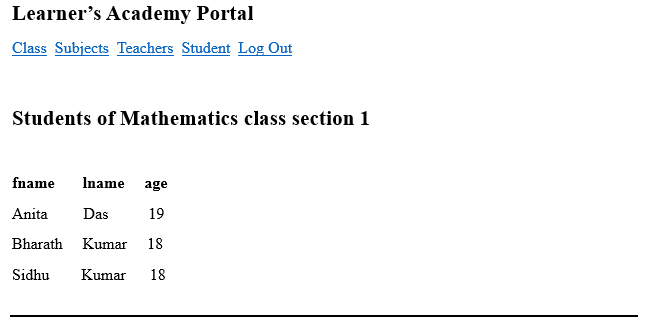 Learner’s Academy Portal
Class Subjects Teachers Student Log Out
Students of Mathematics class section 1
fname lname age
Anita Das 19
Bharath Kumar 18
Sidhu Kumar 18